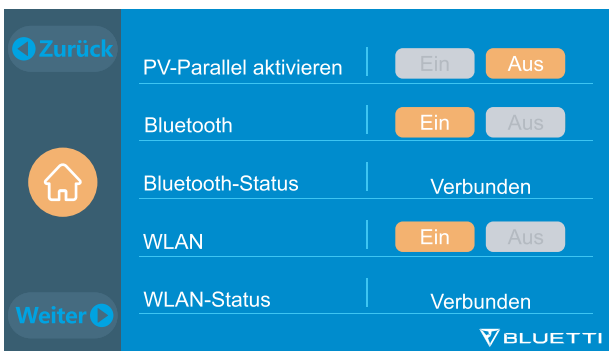 Zurück
PV-Parallel aktivieren Ein Aus
Bluetooth Ein Aus
Bluetooth-Status Verbunden
WLAN Ein Aus
WLAN-Status Verbunden
Weiter
BLUETTI